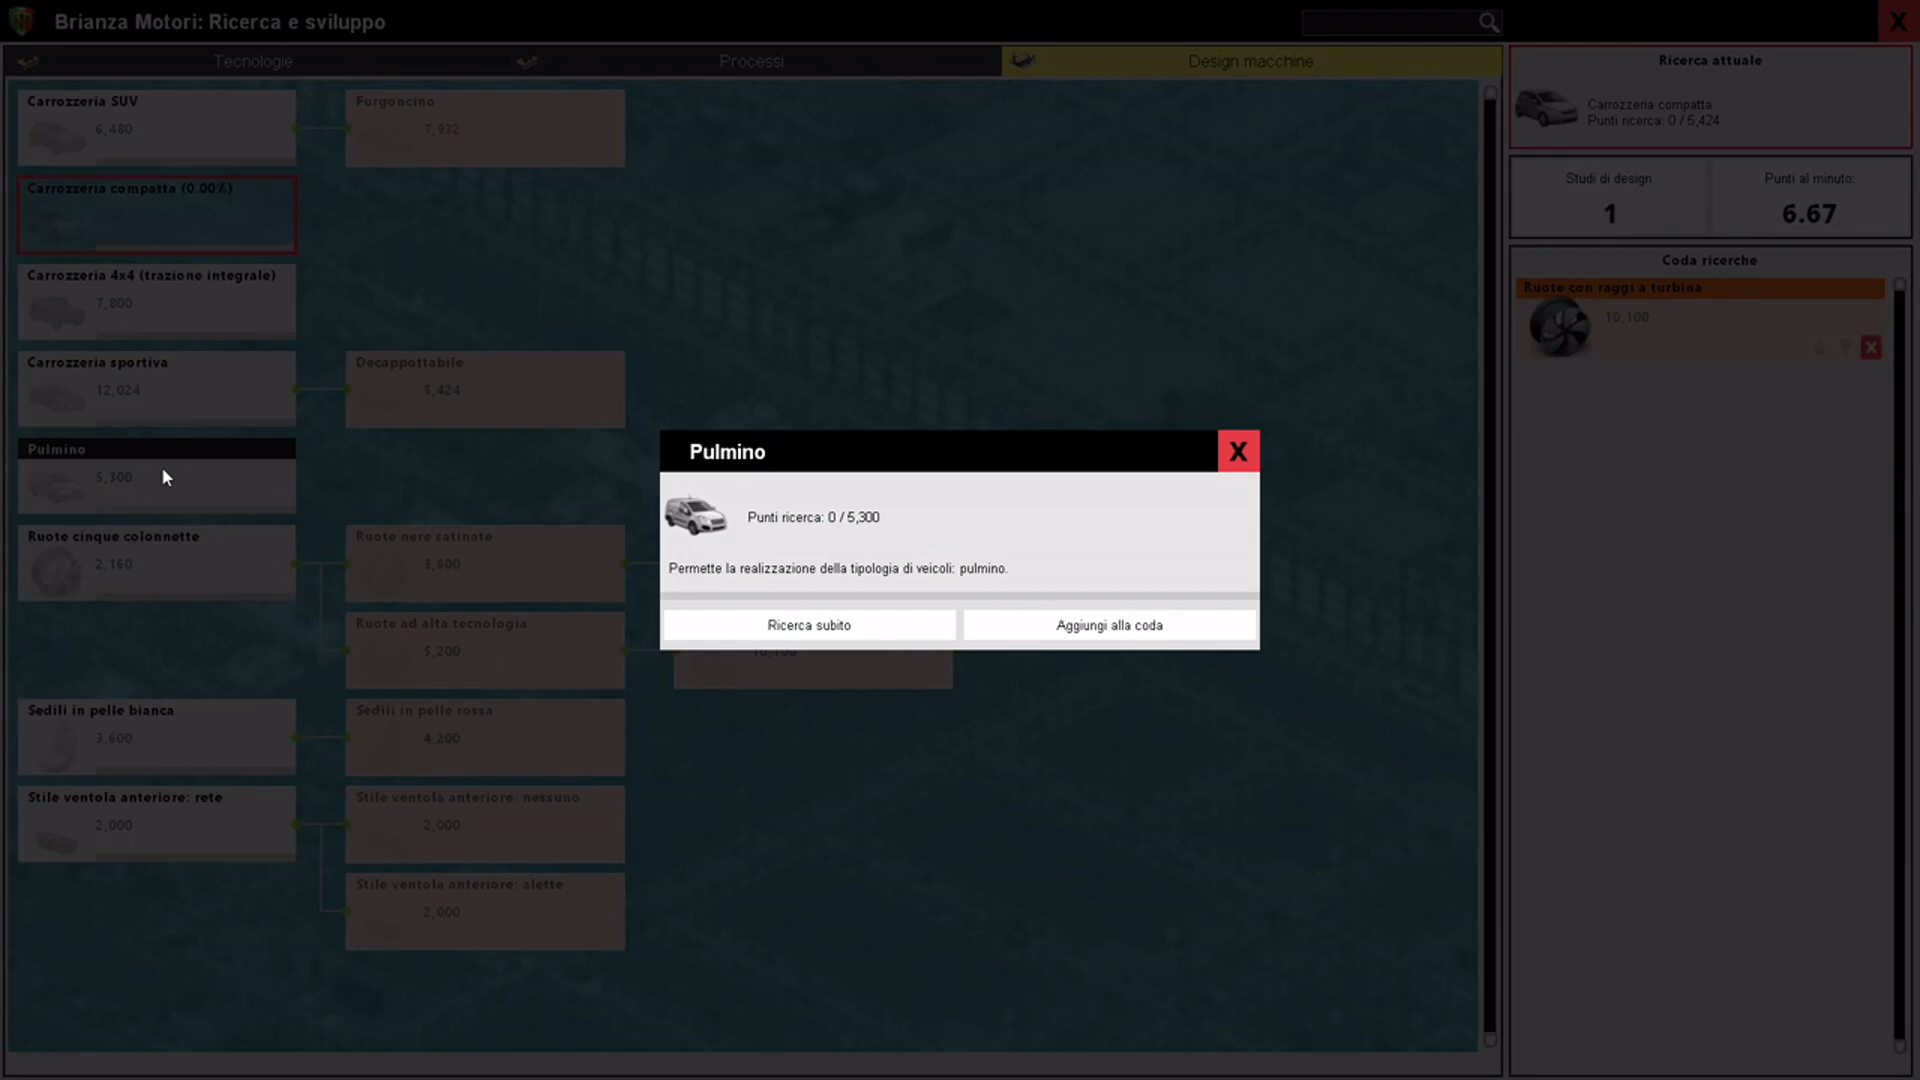 Brianza Motori: Ricerca e sviluppo
X
Tecnologie
Processi
Design macchine
Carrozzeria SUV
6,480
Furgoncino
7,932
Carrozzeria compatta (0.00%)
Carrozzeria 4x4 (trazione integrale)
7,800
Carrozzeria sportiva
12,024
Decappottabile
5,424
Pulmino
5,300
Ruote cinque colonnette
2,160
Ruote nere satinate
3,600
Ruote ad alta tecnologia
5,200
10,100
Sedili in pelle bianca
3,600
Sedili in pelle rossa
4,200
Stile ventola anteriore: rete
2,000
Stile ventola anteriore: nessuno
2,000
Stile ventola anteriore: alette
2,000
Pulmino
X
Punti ricerca: 0 / 5,300
Permette la realizzazione della tipologia di veicoli: pulmino.
Ricerca subito
Aggiungi alla coda
Ricerca attuale
Carrozzeria compatta
Punti ricerca: 0 / 5,424
Studi di design
1
Punti al minuto:
6.67
Coda ricerche
Ruote con raggi a turbina
10,100
X